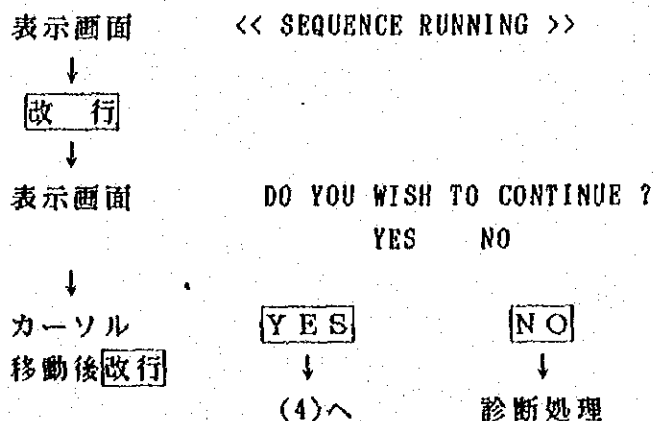 表示画面 << SEQUENCE RUNNING >>
↓
改 行
↓
表示画面 DO YOU WISH TO CONTINUE ?
YES NO
↓
カーソル YES NO
移動後改行 ↓ ↓
(4)へ 診断処理